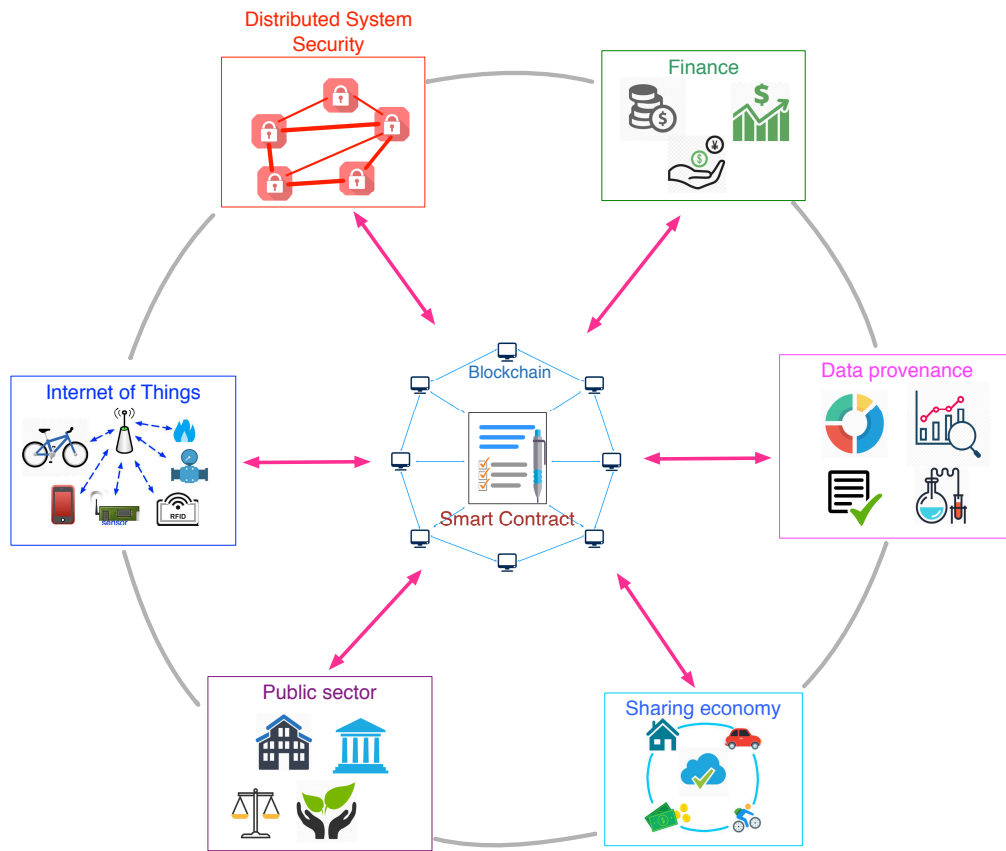 Distributed System
Security
Finance
$
$
¥
$
Blockchain
Smart Contract
Internet of Things
sensor
RFID
Data provenance
Public sector
Sharing economy